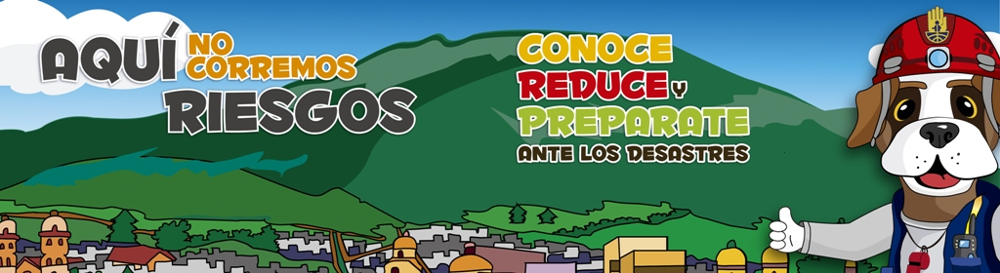 AQUÍ NO
CORREMOS
RIESGOS
CONOCE
REDUCE Y
PREPARATE
ANTE LOS DESASTRES